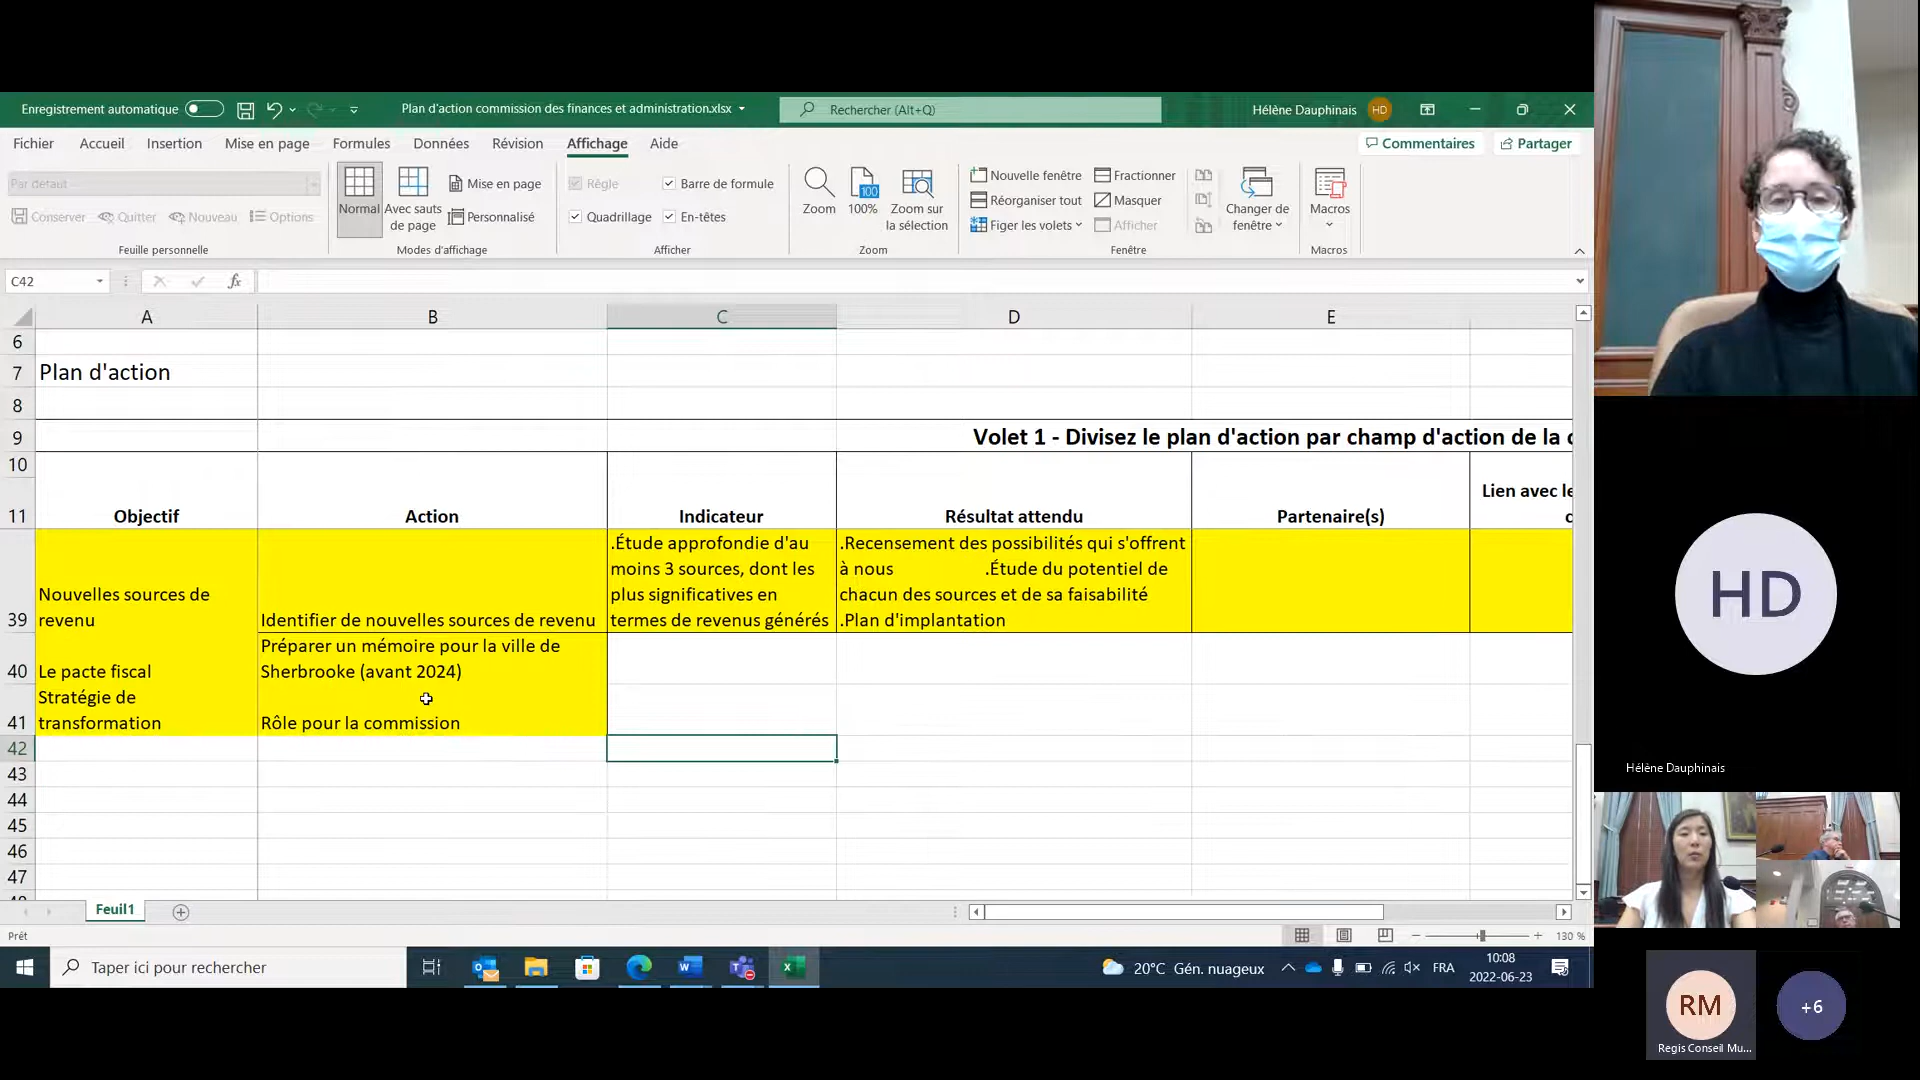 Enregistrement automatique
Plan d'action commission des finances et administration.xlsx
Rechercher (Alt+Q)
Hélène Dauphinais
HD
Fichier
Accueil
Insertion
Mise en page
Formules
Données
Révision
Affichage
Aide
Commentaires
Partager
Par défaut
Conserver
Quitter
Nouveau
Options
Feuille personnelle
Normal
Avec sauts
de page
Mise en page
Personnalisé
Modes d'affichage
Règle
Barre de formule
Quadrillage
En-têtes
Afficher
Zoom
100
100%
Zoom sur
la sélection
Zoom
Nouvelle fenêtre
Réorganiser tout
Figer les volets
Fractionner
Masquer
Afficher
Changer de
fenêtre
Fenêtre
Macros
Macros
C42
fx
A B C D E
6
7 Plan d'action
8
9 Volet 1 - Divisez le plan d'action par champ d'action de la
10
11 Objectif Action Indicateur Résultat attendu Partenaire(s)
Lien avec le
39
Nouvelles sources de
revenu
Identifier de nouvelles sources de revenu
.Étude approfondie d'au
moins 3 sources, dont les
plus significatives en
termes de revenus générés
.Recensement des possibilités qui s'offrent
à nous .Étude du potentiel de
chacun des sources et de sa faisabilité
.Plan d'implantation
40
Le pacte fiscal
Préparer un mémoire pour la ville de
Sherbrooke (avant 2024)
41
Stratégie de
transformation
Rôle pour la commission
42
43
44
45
46
47
Feuil1
Prêt
130 %
Taper ici pour rechercher
20°C Gén. nuageux
FRA
10:08
2022-06-23
HD
Hélène Dauphinais
RM
Regis Conseil Mu...
+6